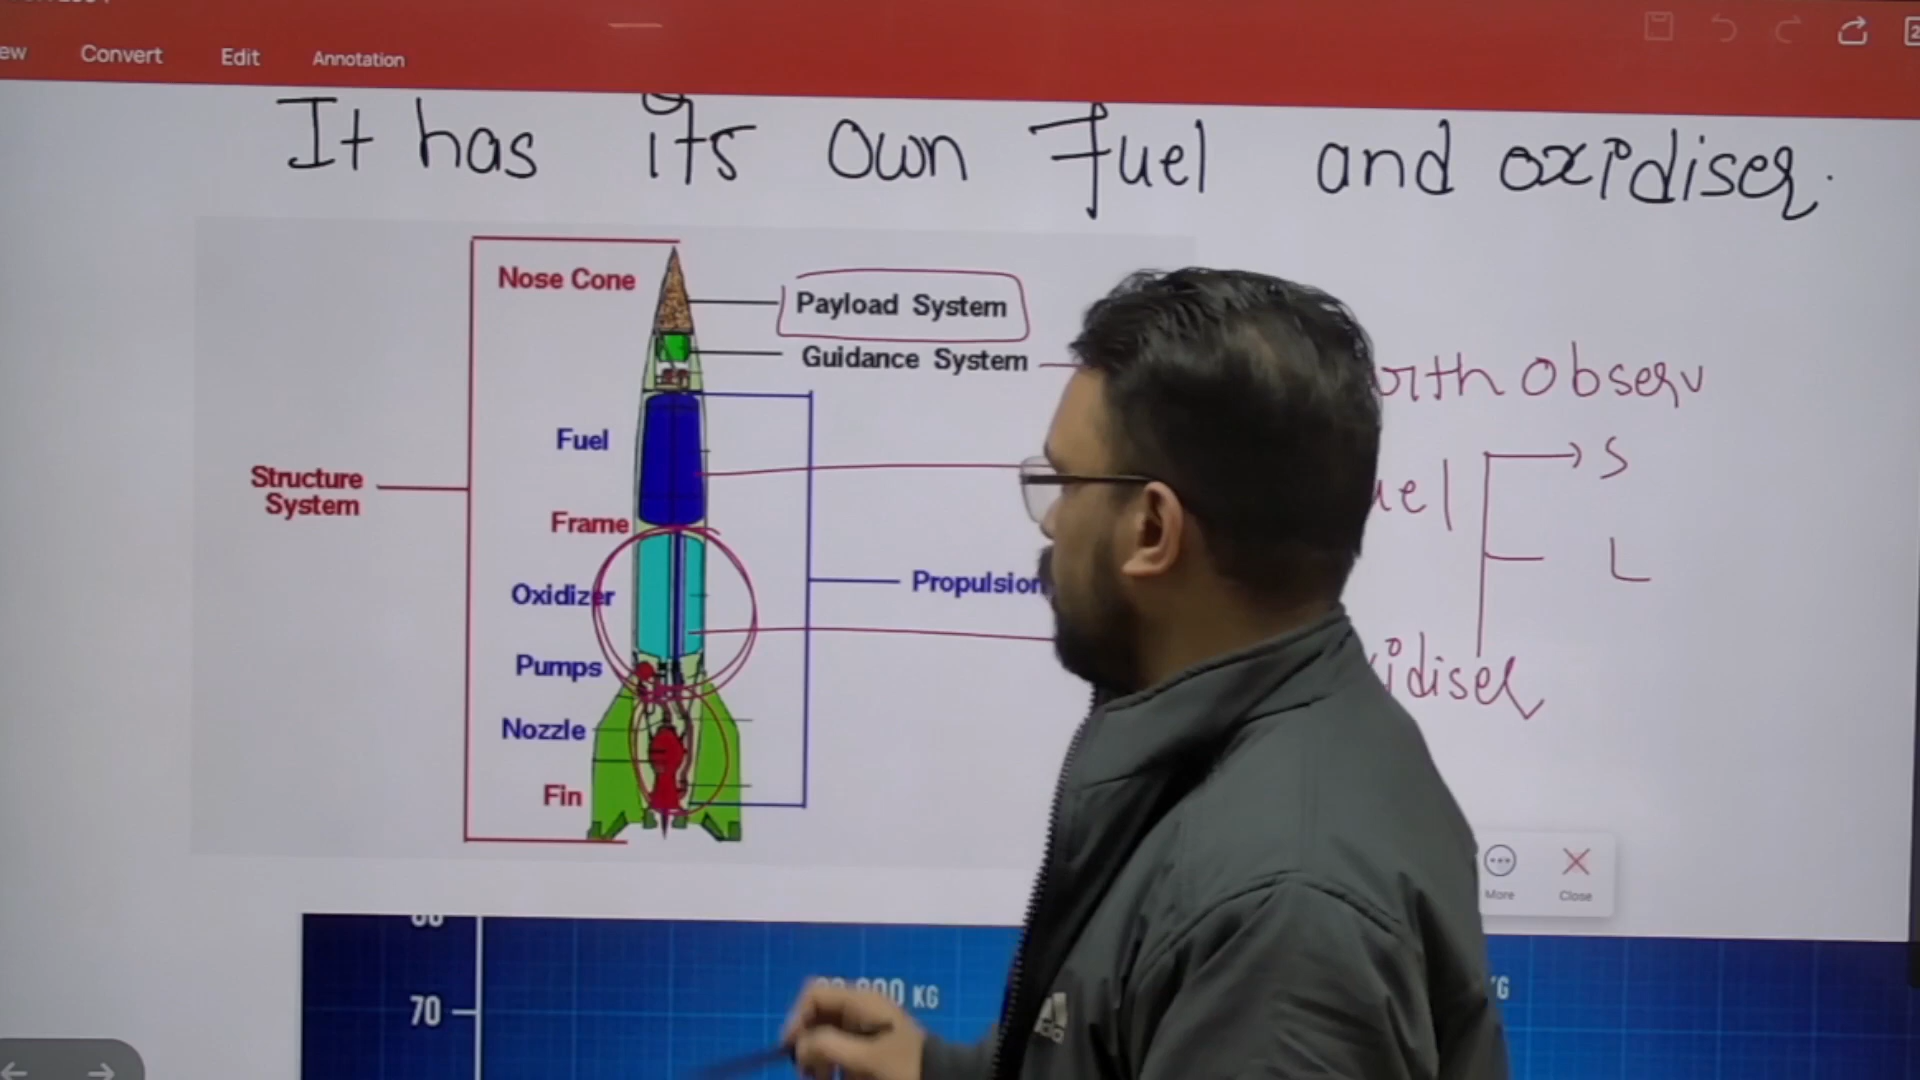 Convert Edit Annotation
It has its own Fuel and oxidiser.
Nose Cone
Payload System
Guidance System
Observ
Fuel
S
Structure
System
Frame
L
Oxidizer
Propulsion
Pumps
Nozzle
Fin
More Close
70
KG